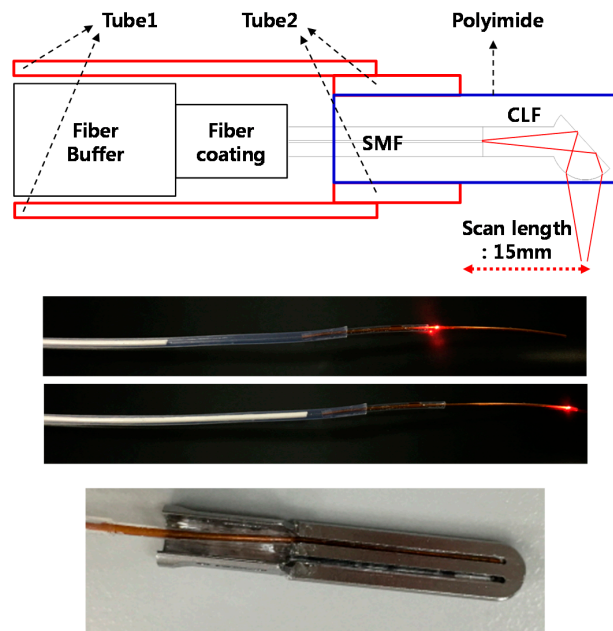 Tube1
Tube2
Polyimide
Fiber
Buffer
Fiber
coating
SMF
CLF
Scan length
: 15mm